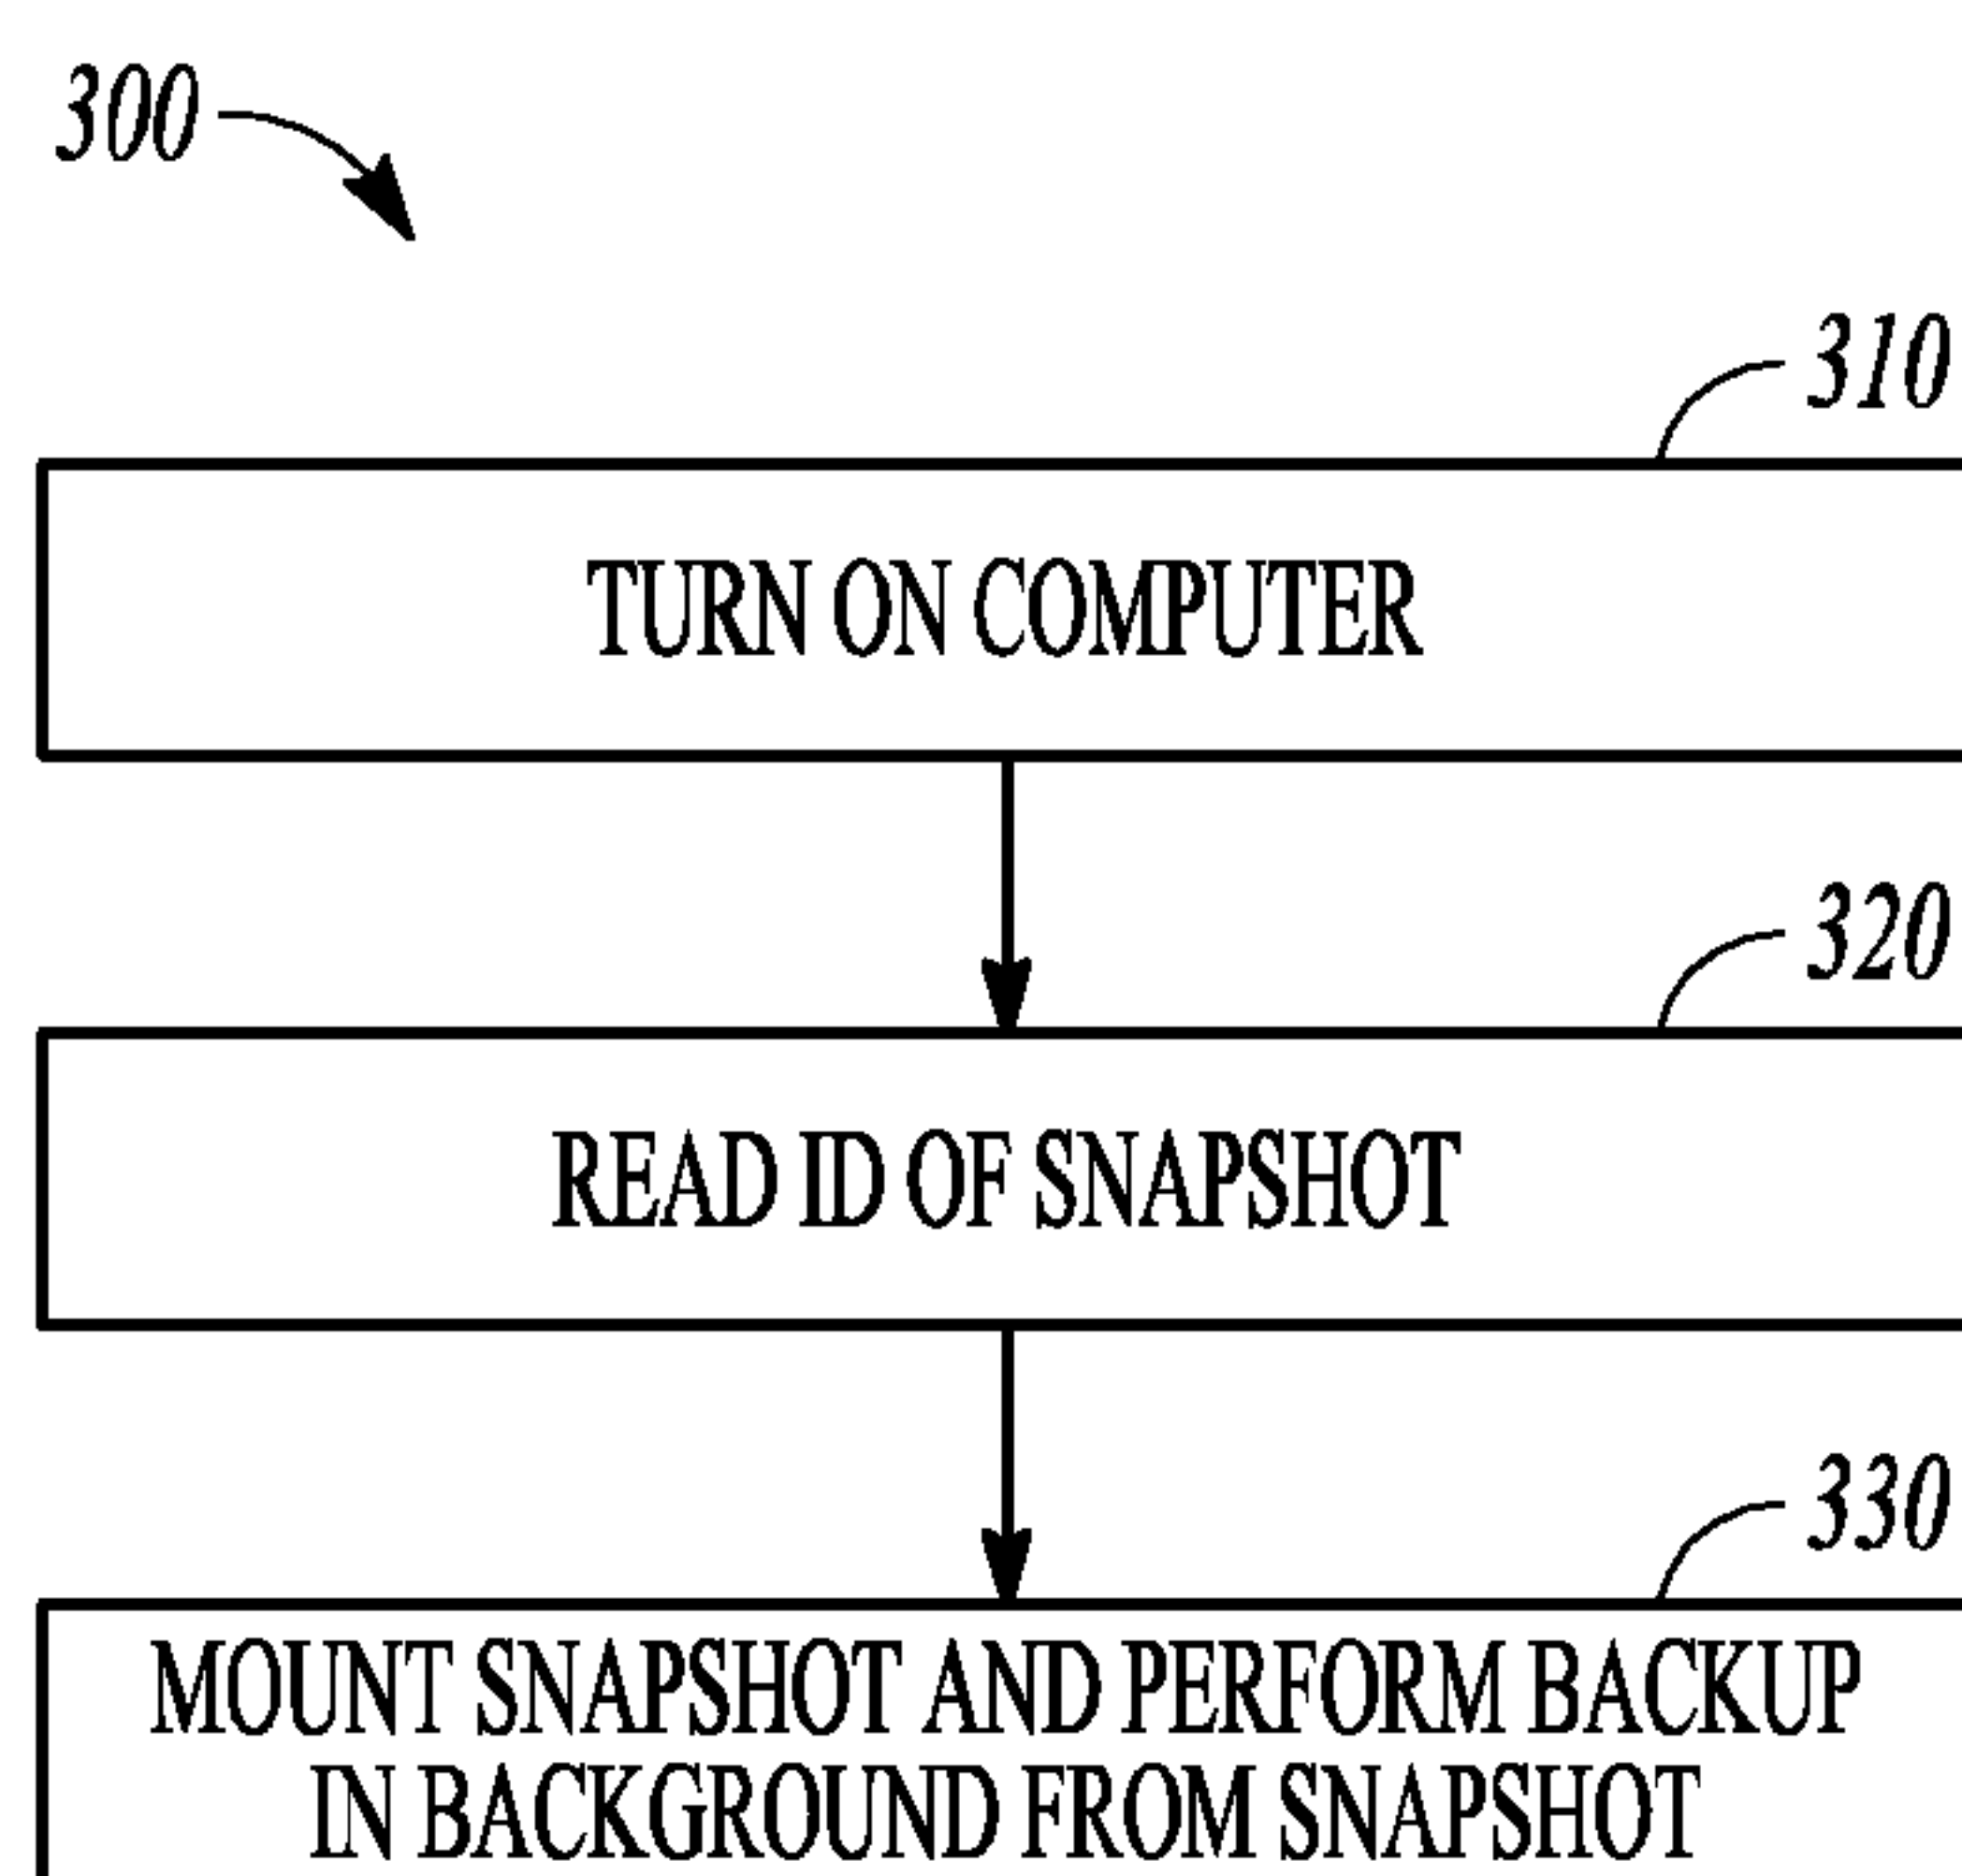 300
310
TURN ON COMPUTER
320
READ ID OF SNAPSHOT
330
MOUNT SNAPSHOT AND PERFORM BACKUP
IN BACKGROUND FROM SNAPSHOT